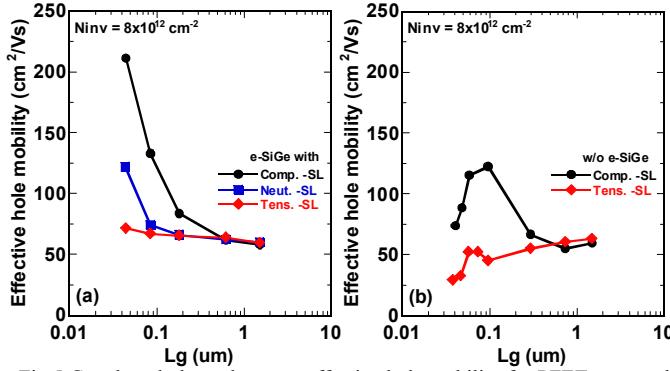 Ninv = 8x10¹² cm⁻²
Effective hole mobility (cm²/Vs)
250
200
150
100
50
0
e-SiGe with
Comp. -SL
Neut. -SL
Tens. -SL
(a)
0.01
0.1
1
10
Lg (um)
Ninv = 8x10¹² cm⁻²
Effective hole mobility (cm²/Vs)
250
200
150
100
50
0
w/o e-SiGe
Comp. -SL
Tens. -SL
(b)
0.01
0.1
1
10
Lg (um)